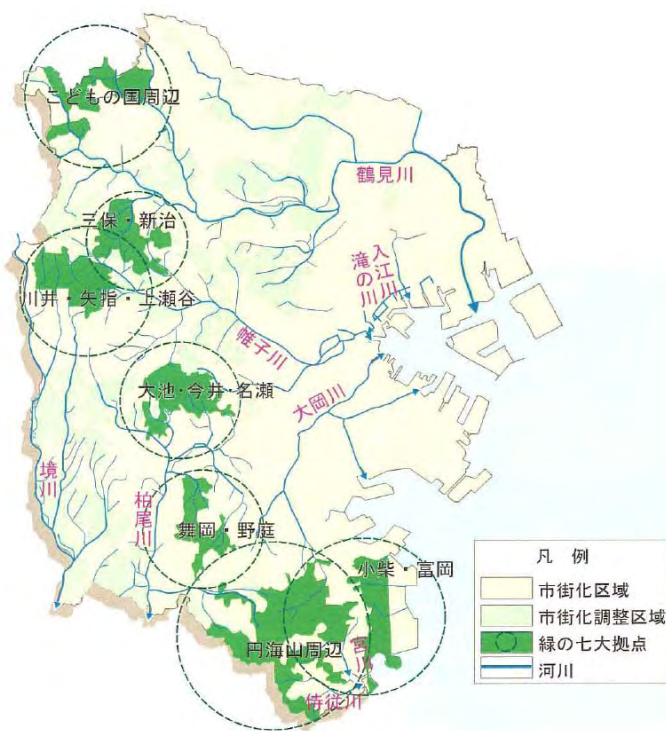 こどもの国周辺
鶴見川
三保・新治
入江川
滝の川
川井・矢指・上瀬谷
帷子川
大池・今井・名瀬
大岡川
境川
柏尾川
舞岡・野庭
小柴・富岡
円海山周辺
宮川
侍従川
凡例
市街化区域
市街化調整区域
緑の七大拠点
河川